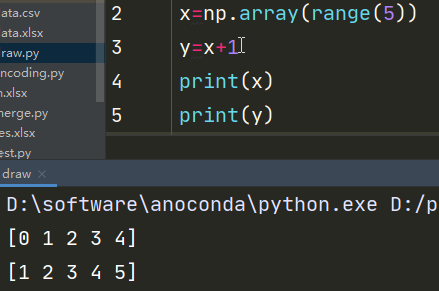 ata.csv
ata.xlsx
raw.py
ncoding.py
n.xlsx
nerge.py
es.xlsx
est.py
2 x=np.array(range(5))
3 y=x+1
4 print(x)
5 print(y)
draw ×
D:\software\anoconda\python.exe D:/p
[0 1 2 3 4]
[1 2 3 4 5]